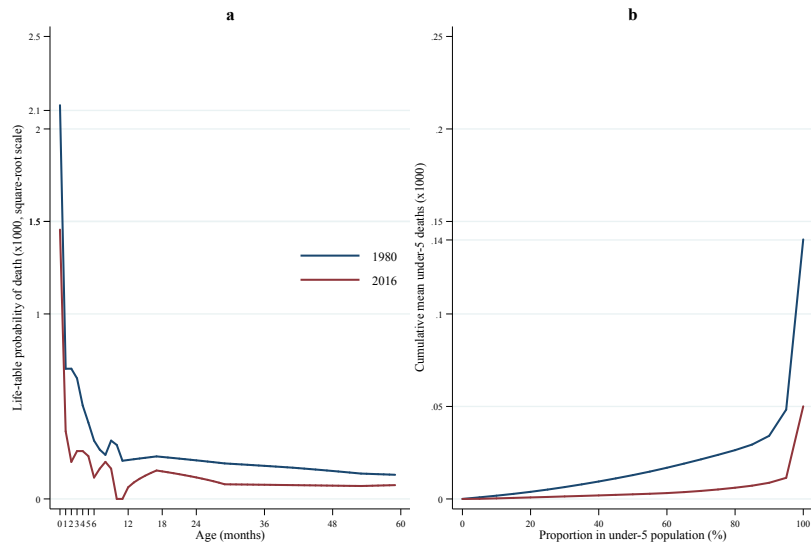 a
Life-table probability of death (x1000, square-root scale)
2.5
2.1
2
1.5
1
0
1980
2016
0 1 2 3 4 5 6 12 24 36 48 60
Age (months)
b
Cumulative mean under-5 deaths (x1000)
.25
.2
.15
.14
.1
.05
0
0 20 40 60 80 100
Proportion in under-5 population (%)